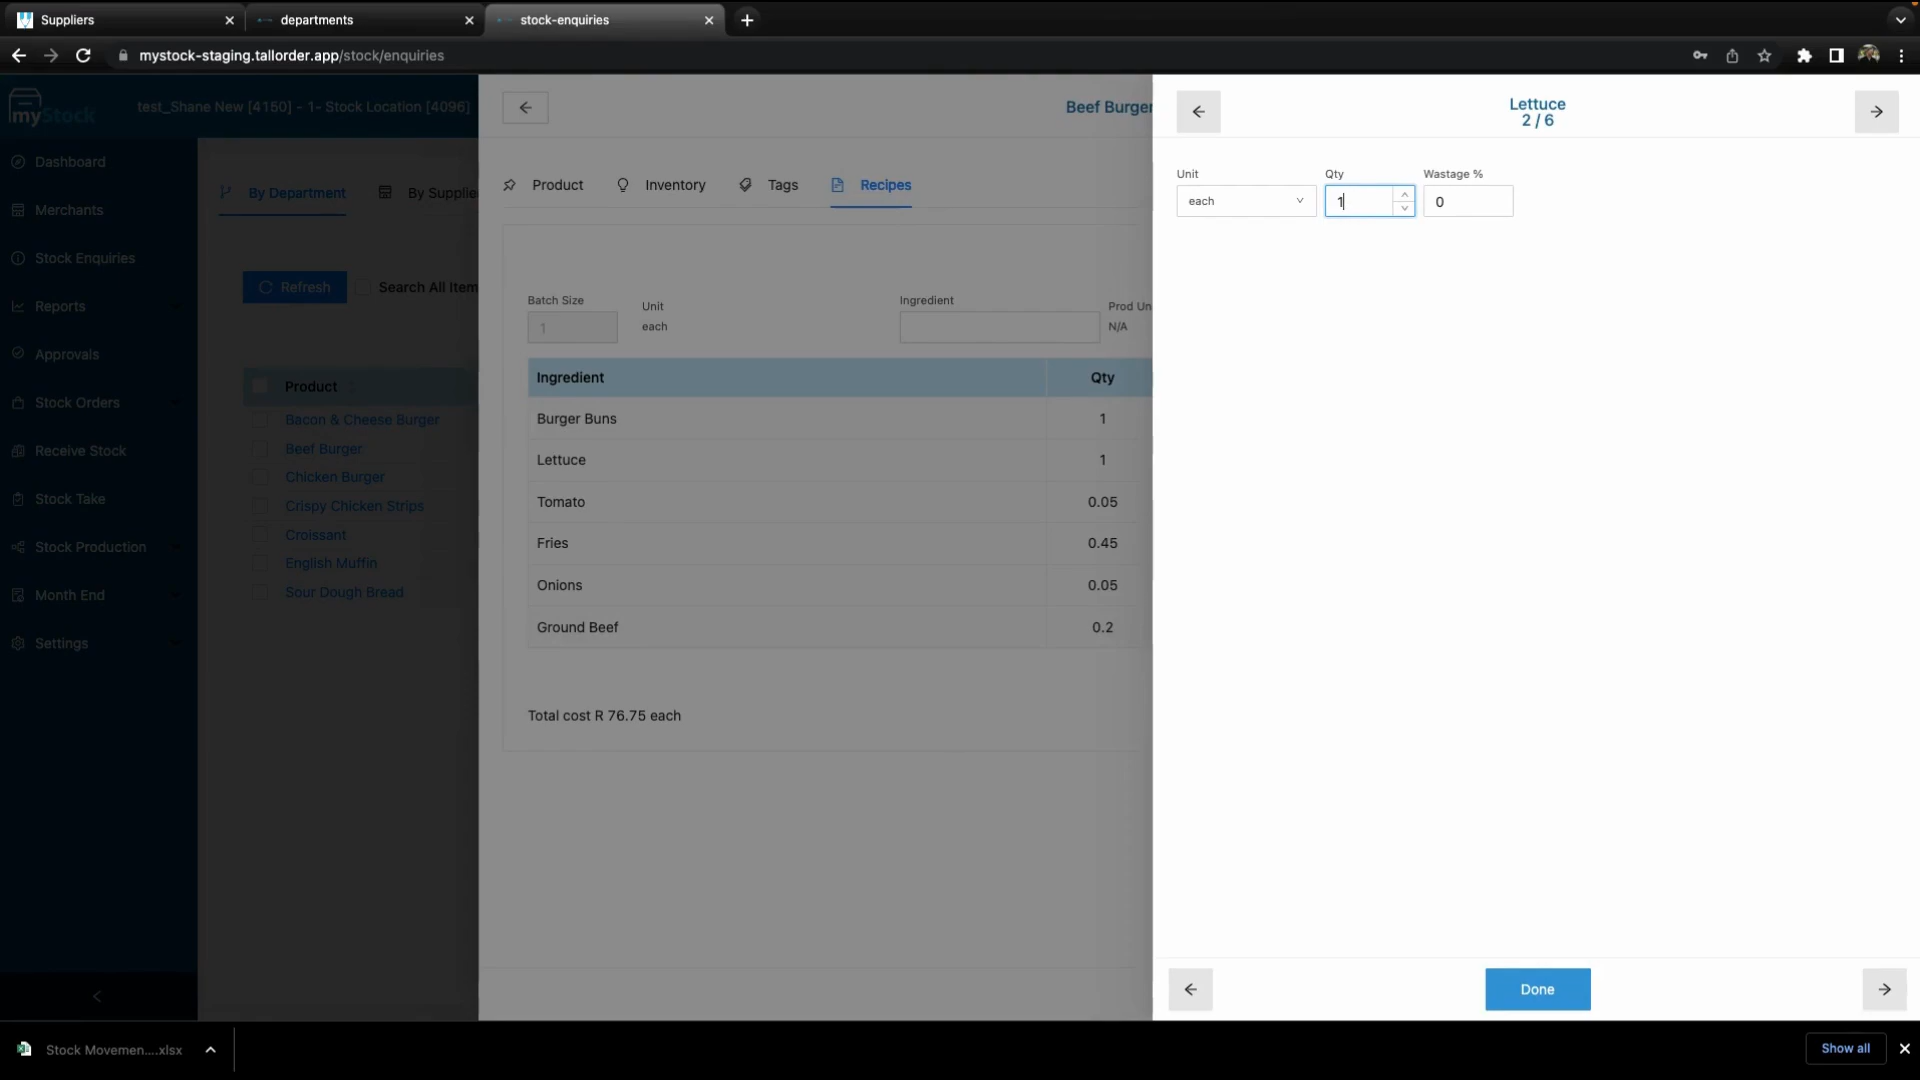 Suppliers
departments
stock-enquiries
mystock-staging.tallorder.app/stock/enquiries
myStock
test_Shane New [4150] - 1- Stock Location [4096]
Dashboard
Merchants
Stock Enquiries
Reports
Approvals
Stock Orders
Receive Stock
Stock Take
Stock Production
Month End
Settings
By Department
By Supplie
Refresh
Search All Item
Product
Bacon & Cheese Burger
Beef Burger
Chicken Burger
Crispy Chicken Strips
Croissant
English Muffin
Sour Dough Bread
Beef Burger
Product
Inventory
Tags
Recipes
Batch Size
1
Unit
each
Ingredient
Prod Un
N/A
Ingredient Qty
Burger Buns 1
Lettuce 1
Tomato 0.05
Fries 0.45
Onions 0.05
Ground Beef 0.2
Total cost R 76.75 each
Lettuce
2 / 6
Unit Qty Wastage %
each 1 0
Done
Stock Movemen....xlsx
Show all